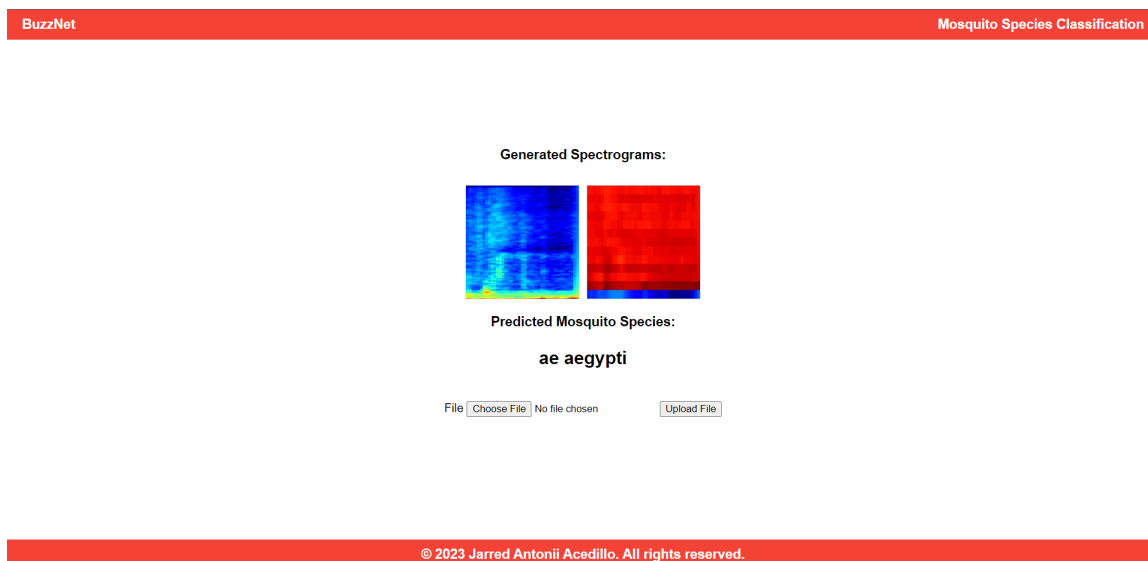 BuzzNet Mosquito Species Classification
Generated Spectrograms:
Predicted Mosquito Species:
ae aegypti
File Choose File No file chosen Upload File
© 2023 Jarred Antonii Acedillo. All rights reserved.